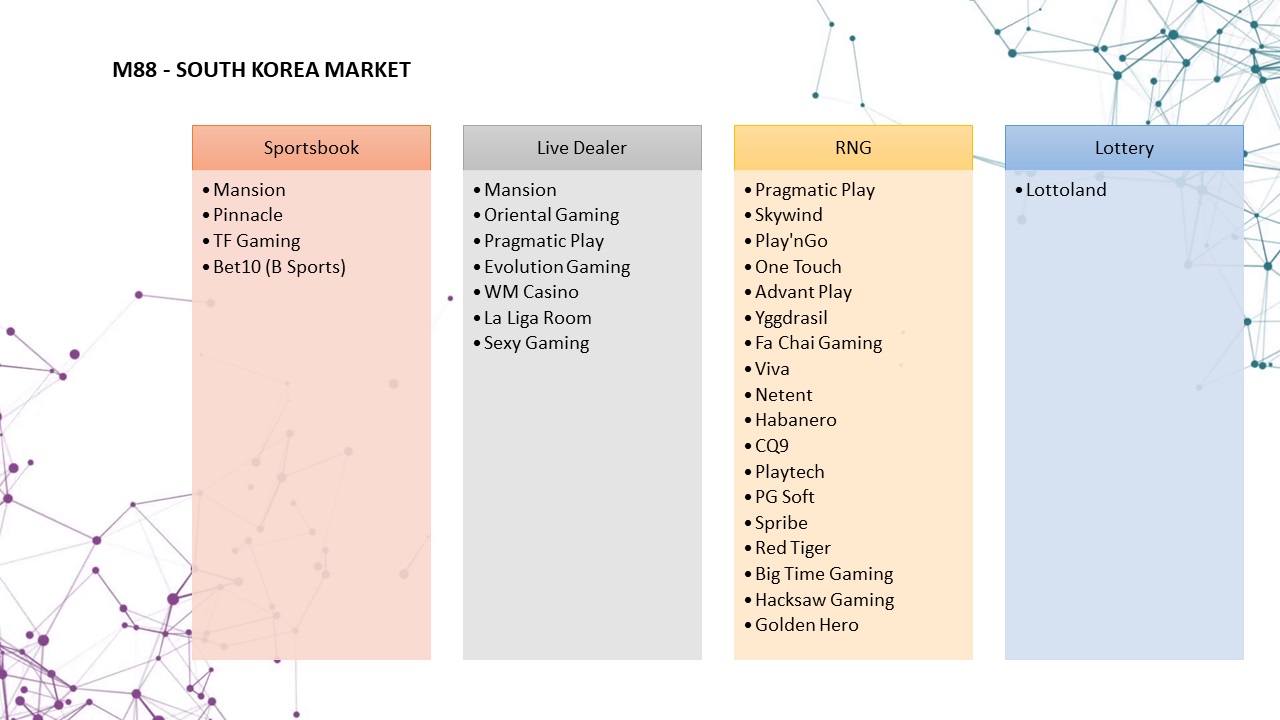 M88 - SOUTH KOREA MARKET
Sportsbook
• Mansion
• Pinnacle
• TF Gaming
• Bet10 (B Sports)
Live Dealer
• Mansion
• Oriental Gaming
• Pragmatic Play
• Evolution Gaming
• WM Casino
• La Liga Room
• Sexy Gaming
RNG
• Pragmatic Play
• Skywind
• Play'nGo
• One Touch
• Advant Play
• Yggdrasil
• Fa Chai Gaming
• Viva
• Netent
• Habanero
• CQ9
• Playtech
• PG Soft
• Spribe
• Red Tiger
• Big Time Gaming
• Hacksaw Gaming
• Golden Hero
Lottery
• Lottoland